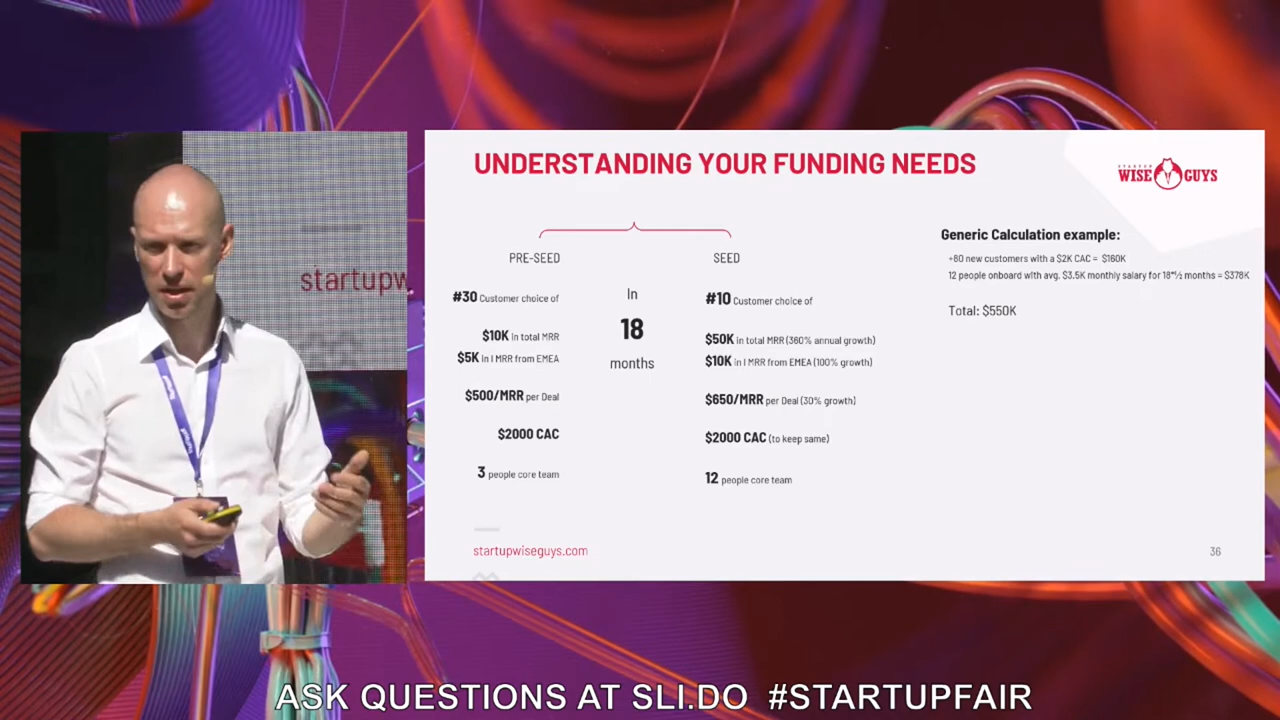 UNDERSTANDING YOUR FUNDING NEEDS
STARTUP
WISE GUYS
startupw
PRE-SEED
#30 Customer choice of
$10K in total MRR
$5K in I MRR from EMEA
$500/MRR per Deal
$2000 CAC
3 people core team
In
18
months
SEED
#10 Customer choice of
$50K in total MRR (360% annual growth)
$10K in I MRR from EMEA (100% growth)
$650/MRR per Deal (30% growth)
$2000 CAC (to keep same)
12 people core team
Generic Calculation example:
+80 new customers with a $2K CAC = $160K
12 people onboard with avg. $3.5K monthly salary for 18*½ months = $378K
Total: $550K
startupwiseguys.com
36
ASK QUESTIONS AT SLI.DO #STARTUPFAIR